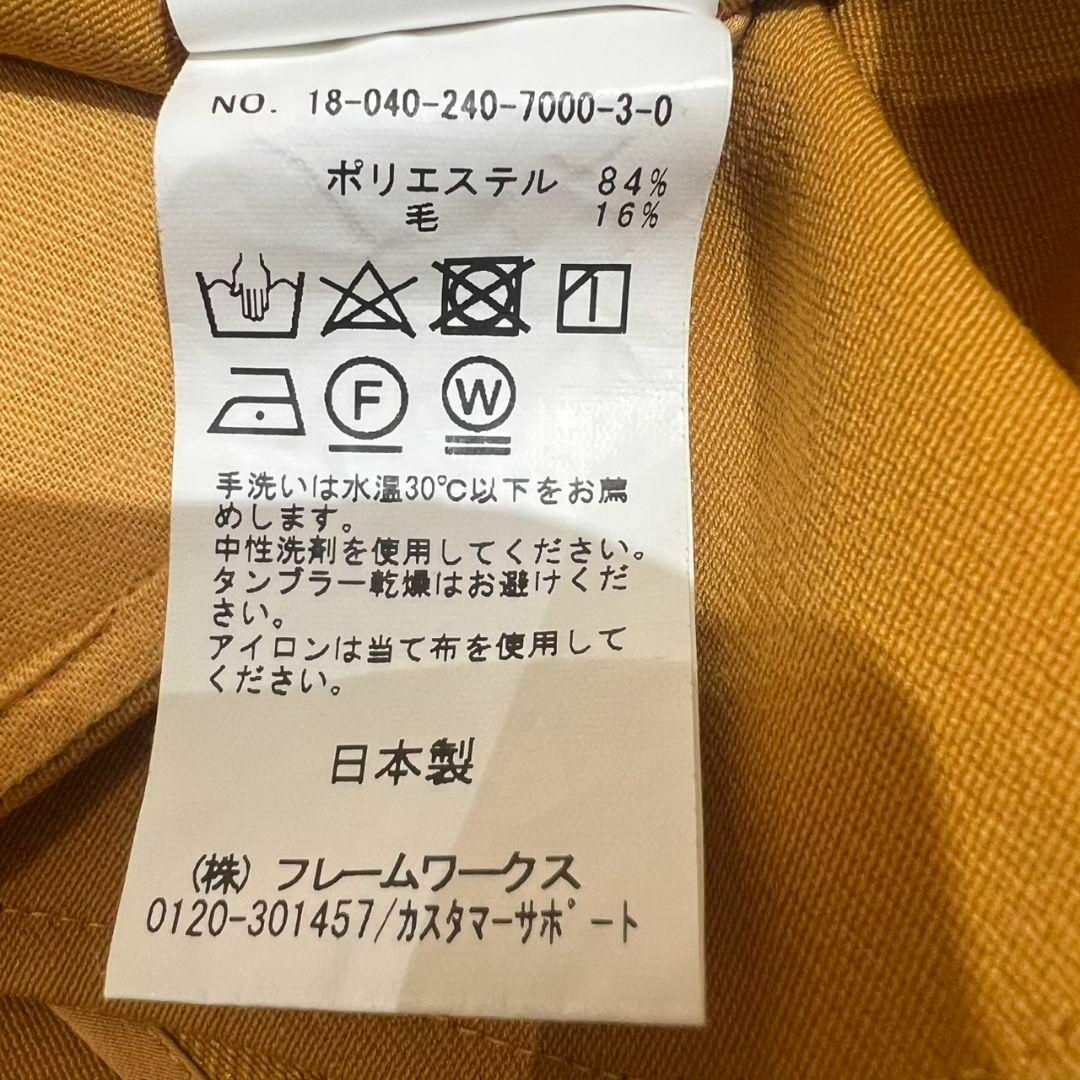 NO. 18-040-240-7000-3-0
ポリエステル 84%
毛 16%
F W
手洗いは水温30℃以下をお薦
めします。
中性洗剤を使用してください。
タンブラー乾燥はお避けくだ
さい。
アイロンは当て布を使用して
ください。
日本製
(株)フレームワークス
0120-301457/カスタマーサポート